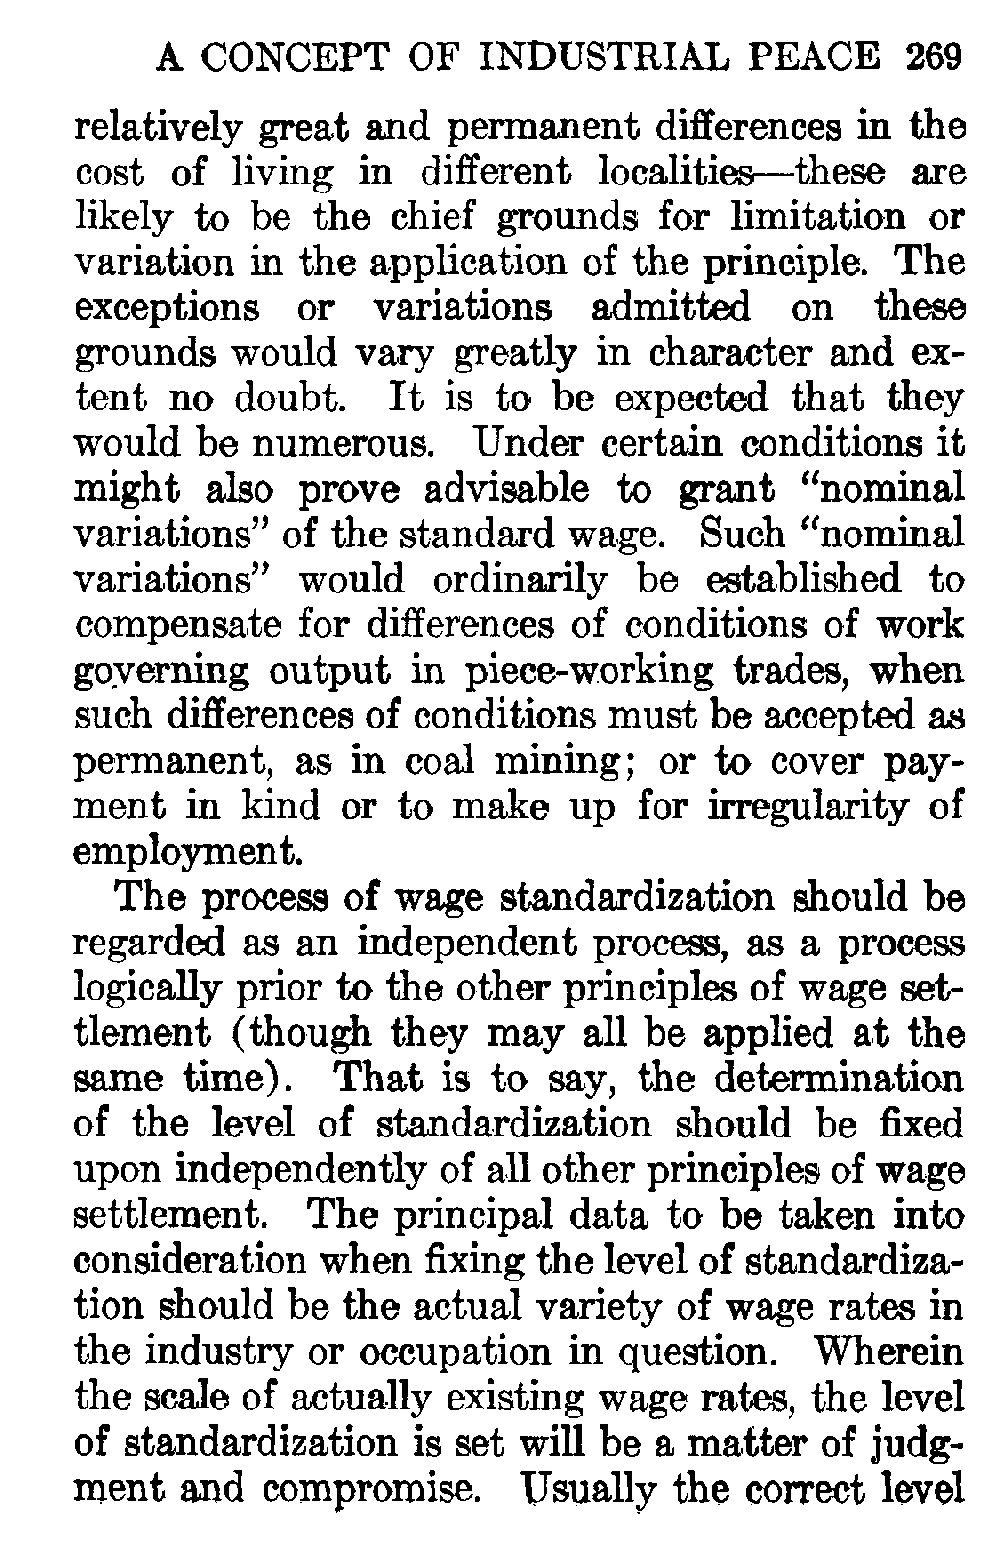 A CONCEPT OF INDUSTRIAL PEACE 269
relatively great and permanent differences in the
cost of living in different localities—these are
likely to be the chief grounds for limitation or
variation in the application of the principle. The
exceptions or variations admitted on these
grounds would vary greatly in character and ex-
tent no doubt. It is to be expected that they
would be numerous. Under certain conditions it
might also prove advisable to grant “nominal
variations” of the standard wage. Such “nominal
variations” would ordinarily be established to
compensate for differences of conditions of work
governing output in piece-working trades, when
such differences of conditions must be accepted as
permanent, as in coal mining; or to cover pay-
ment in kind or to make up for irregularity of
employment.
The process of wage standardization should be
regarded as an independent process, as a process
logically prior to the other principles of wage set-
tlement (though they may all be applied at the
same time). That is to say, the determination
of the level of standardization should be fixed
upon independently of all other principles of wage
settlement. The principal data to be taken into
consideration when fixing the level of standardiza-
tion should be the actual variety of wage rates in
the industry or occupation in question. Wherein
the scale of actually existing wage rates, the level
of standardization is set will be a matter of judg-
ment and compromise. Usually the correct level